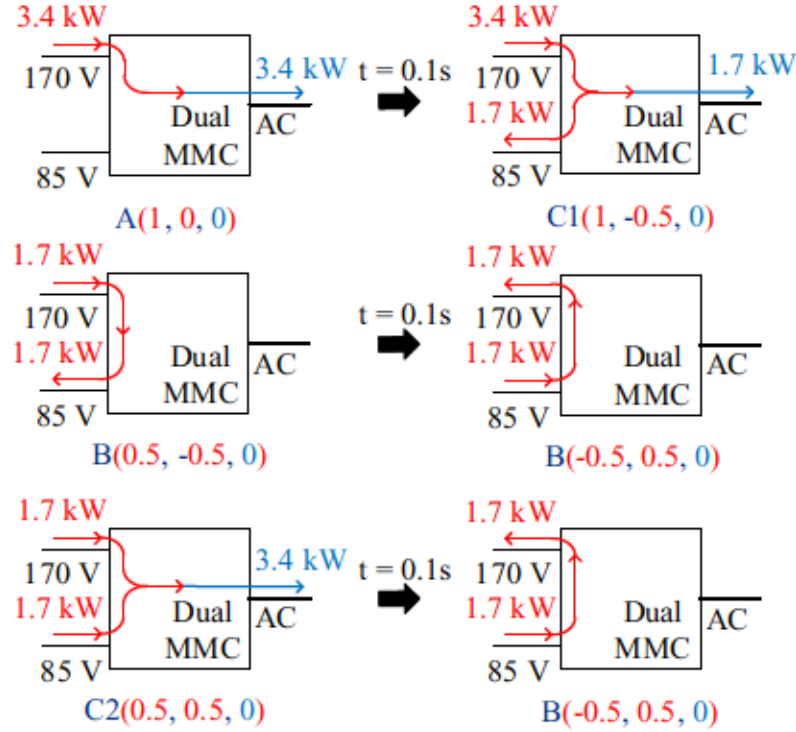 3.4 kW
170 V
3.4 kW
Dual
MMC
AC
85 V
A(1, 0, 0)
t = 0.1s
3.4 kW
170 V
1.7 kW
1.7 kW
Dual
MMC
AC
85 V
C1(1, -0.5, 0)
1.7 kW
170 V
1.7 kW
Dual
MMC
AC
85 V
B(0.5, -0.5, 0)
t = 0.1s
1.7 kW
170 V
1.7 kW
Dual
MMC
AC
85 V
B(-0.5, 0.5, 0)
1.7 kW
170 V
3.4 kW
1.7 kW
Dual
MMC
AC
85 V
C2(0.5, 0.5, 0)
t = 0.1s
1.7 kW
170 V
1.7 kW
Dual
MMC
AC
85 V
B(-0.5, 0.5, 0)